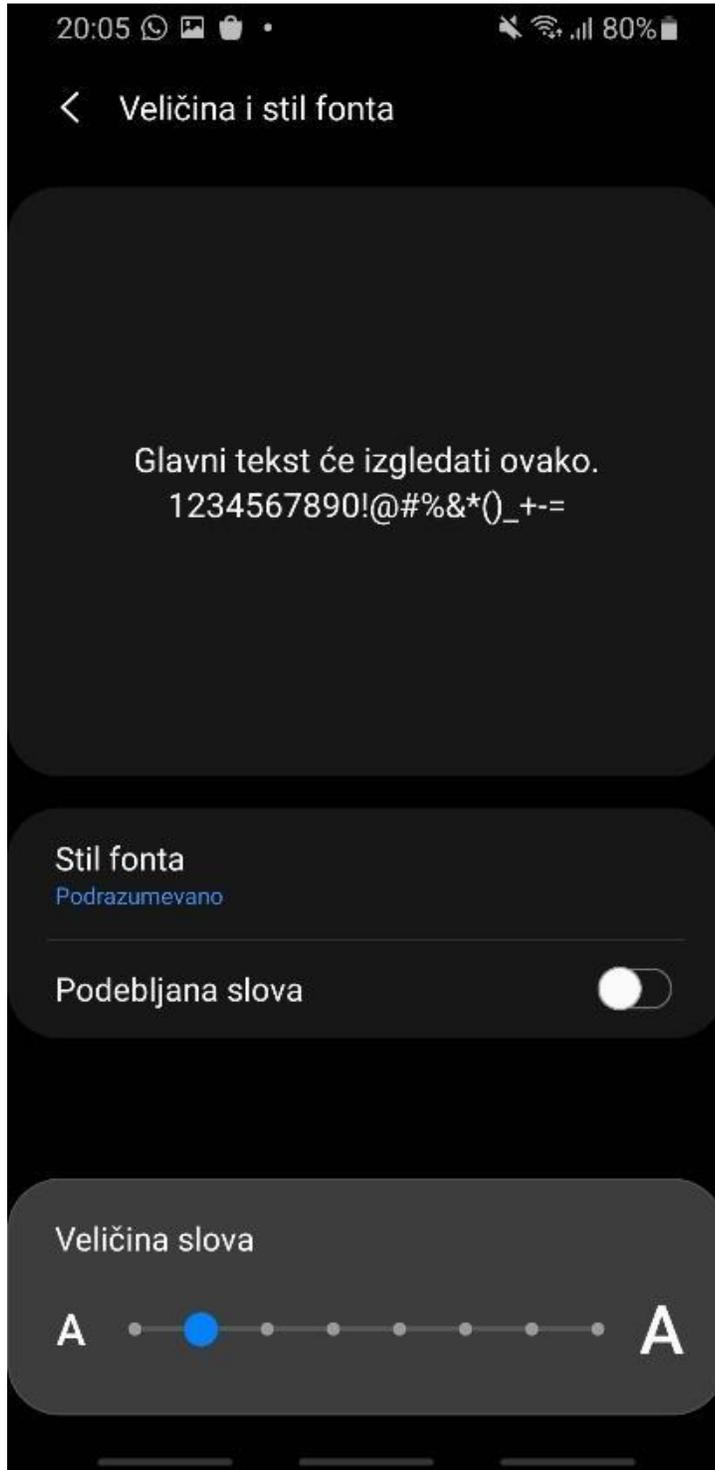 20:05 80%
Veličina i stil fonta
Glavni tekst će izgledati ovako.
1234567890!@#%&*()_+-=
Stil fonta
Podrazumevano
Podebljana slova
Veličina slova
A A